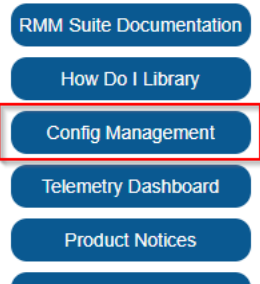 RMM Suite Documentation
How Do I Library
Config Management
Telemetry Dashboard
Product Notices